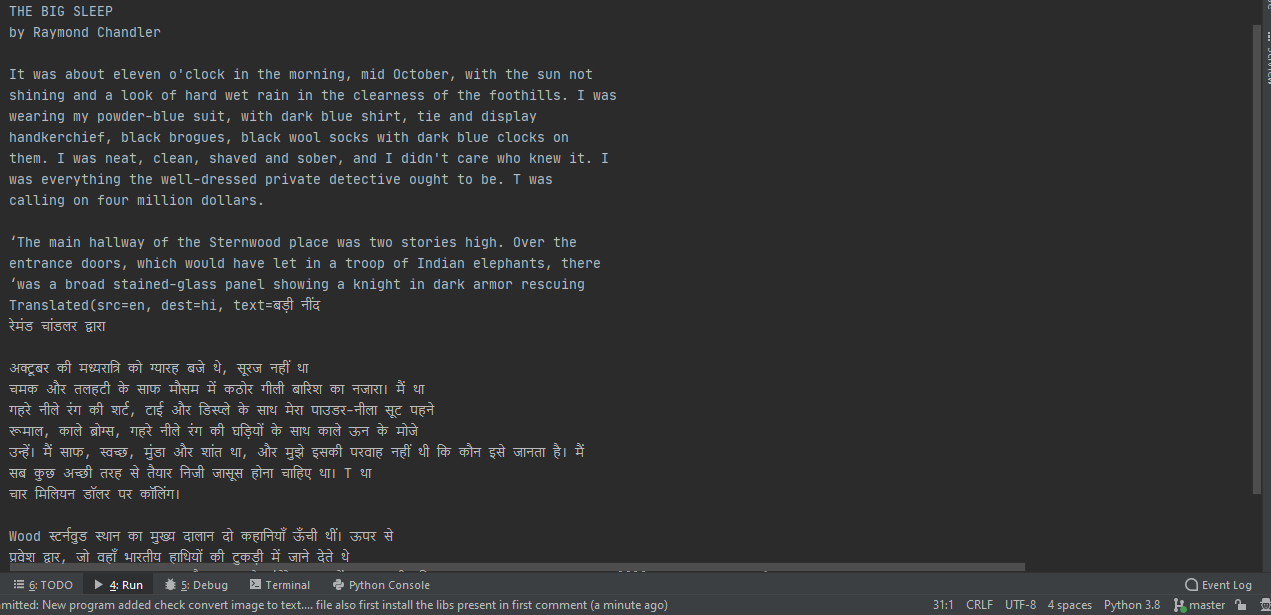 THE BIG SLEEP
by Raymond Chandler
It was about eleven o'clock in the morning, mid October, with the sun not
shining and a look of hard wet rain in the clearness of the foothills. I was
wearing my powder-blue suit, with dark blue shirt, tie and display
handkerchief, black brogues, black wool socks with dark blue clocks on
them. I was neat, clean, shaved and sober, and I didn't care who knew it. I
was everything the well-dressed private detective ought to be. T was
calling on four million dollars.
‘The main hallway of the Sternwood place was two stories high. Over the
entrance doors, which would have let in a troop of Indian elephants, there
‘was a broad stained-glass panel showing a knight in dark armor rescuing
Translated(src=en, dest=hi, text=बड़ी नींद
रेमंड चांडलर द्वारा
अक्टूबर की मध्यरात्रि को ग्यारह बजे थे, सूरज नहीं था
चमक और तलहटी के साफ मौसम में कठोर गीली बारिश का नजारा। मैं था
गहरे नीले रंग की शर्ट, टाई और डिस्प्ले के साथ मेरा पाउडर-नीला सूट पहने
रूमाल, काले ब्रोग्स, गहरे नीले रंग की घड़ियों के साथ काले ऊन के मोजे
उन्हें। मैं साफ, स्वच्छ, मुंडा और शांत था, और मुझे इसकी परवाह नहीं थी कि कौन इसे जानता है। मैं
सब कुछ अच्छी तरह से तैयार निजी जासूस होना चाहिए था। T था
चार मिलियन डॉलर पर कॉलिंग।
Wood स्टर्नवुड स्थान का मुख्य दालान दो कहानियाँ ऊँची थीं। ऊपर से
प्रवेश द्वार, जो वहाँ भारतीय हाथियों की टुकड़ी में जाने देते थे
6: TODO 4: Run 5: Debug Terminal Python Console Event Log
mitted: New program added check convert image to text.... file also first install the libs present in first comment (a minute ago) 31:1 CRLF UTF-8 4 spaces Python 3.8 master